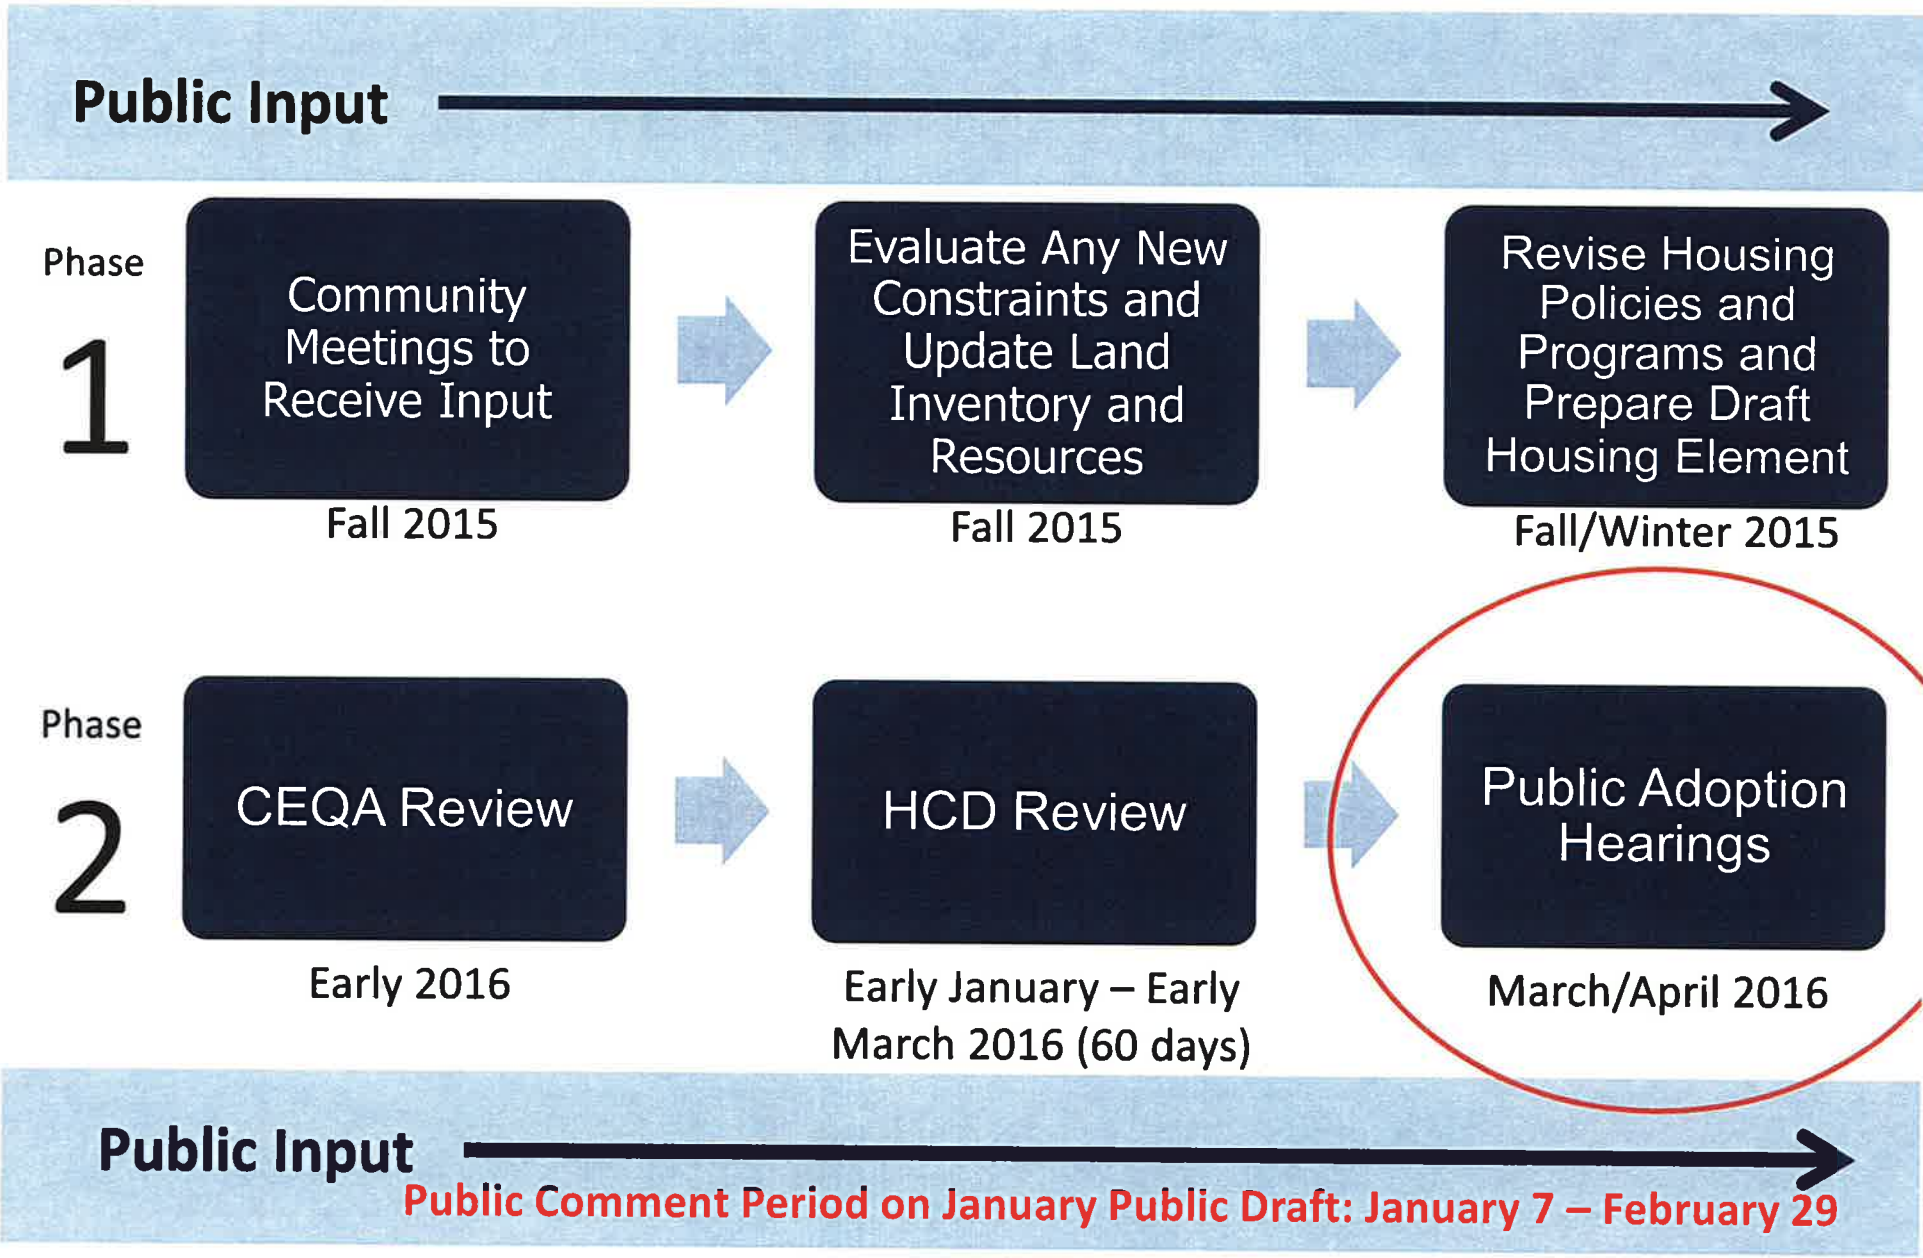 Public Input
Phase
1
Community
Meetings to
Receive Input
Fall 2015
Evaluate Any New
Constraints and
Update Land
Inventory and
Resources
Fall 2015
Revise Housing
Policies and
Programs and
Prepare Draft
Housing Element
Fall/Winter 2015
Phase
2
CEQA Review
Early 2016
HCD Review
Early January – Early
March 2016 (60 days)
Public Adoption
Hearings
March/April 2016
Public Input
Public Comment Period on January Public Draft: January 7 – February 29